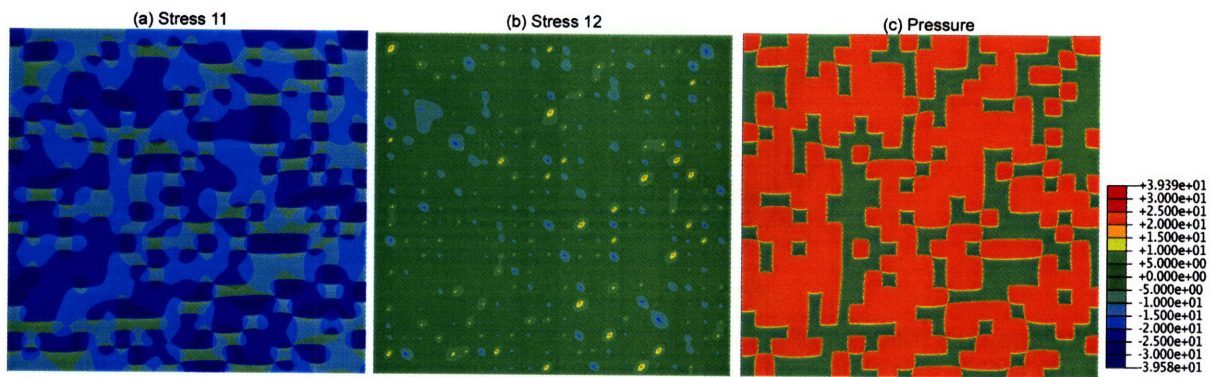 (a) Stress 11
(b) Stress 12
(c) Pressure
+3.939e+01
+3.000e+01
+2.500e+01
+2.000e+01
+1.500e+01
+1.000e+01
+5.000e+00
+0.000e+00
-5.000e+00
-1.000e+01
-1.500e+01
-2.000e+01
-2.500e+01
-3.000e+01
-3.958e+01